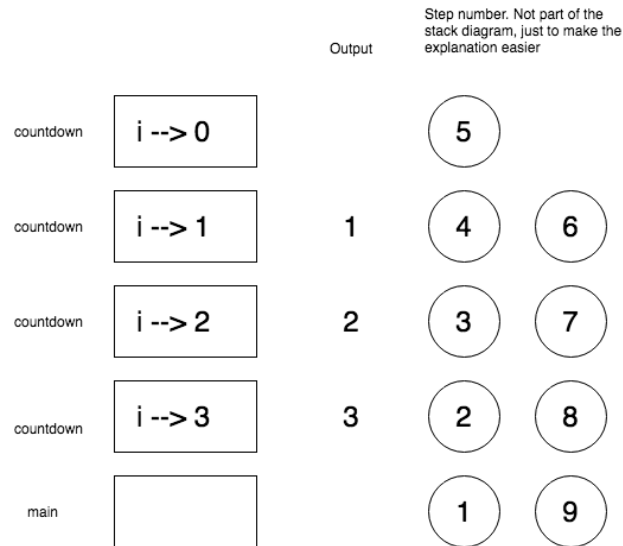 Step number. Not part of the
stack diagram, just to make the
explanation easier
Output
countdown i --> 0 5
countdown i --> 1 1 4 6
countdown i --> 2 2 3 7
countdown i --> 3 3 2 8
main 1 9